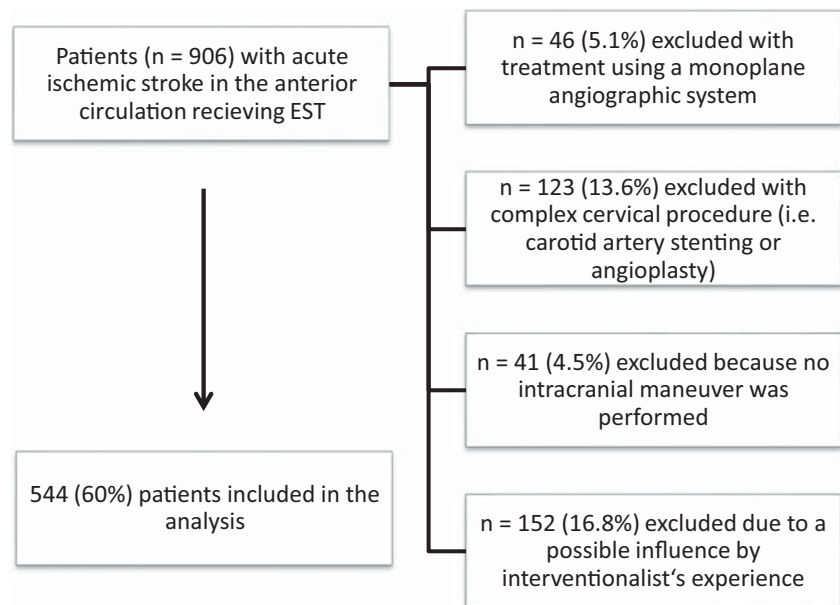 Patients (n = 906) with acute
ischemic stroke in the anterior
circulation recieving EST
n = 46 (5.1%) excluded with
treatment using a monoplane
angiographic system
n = 123 (13.6%) excluded with
complex cervical procedure (i.e.
carotid artery stenting or
angioplasty)
n = 41 (4.5%) excluded because no
intracranial maneuver was
performed
544 (60%) patients included in the
analysis
n = 152 (16.8%) excluded due to a
possible influence by
interventionalist‘s experience